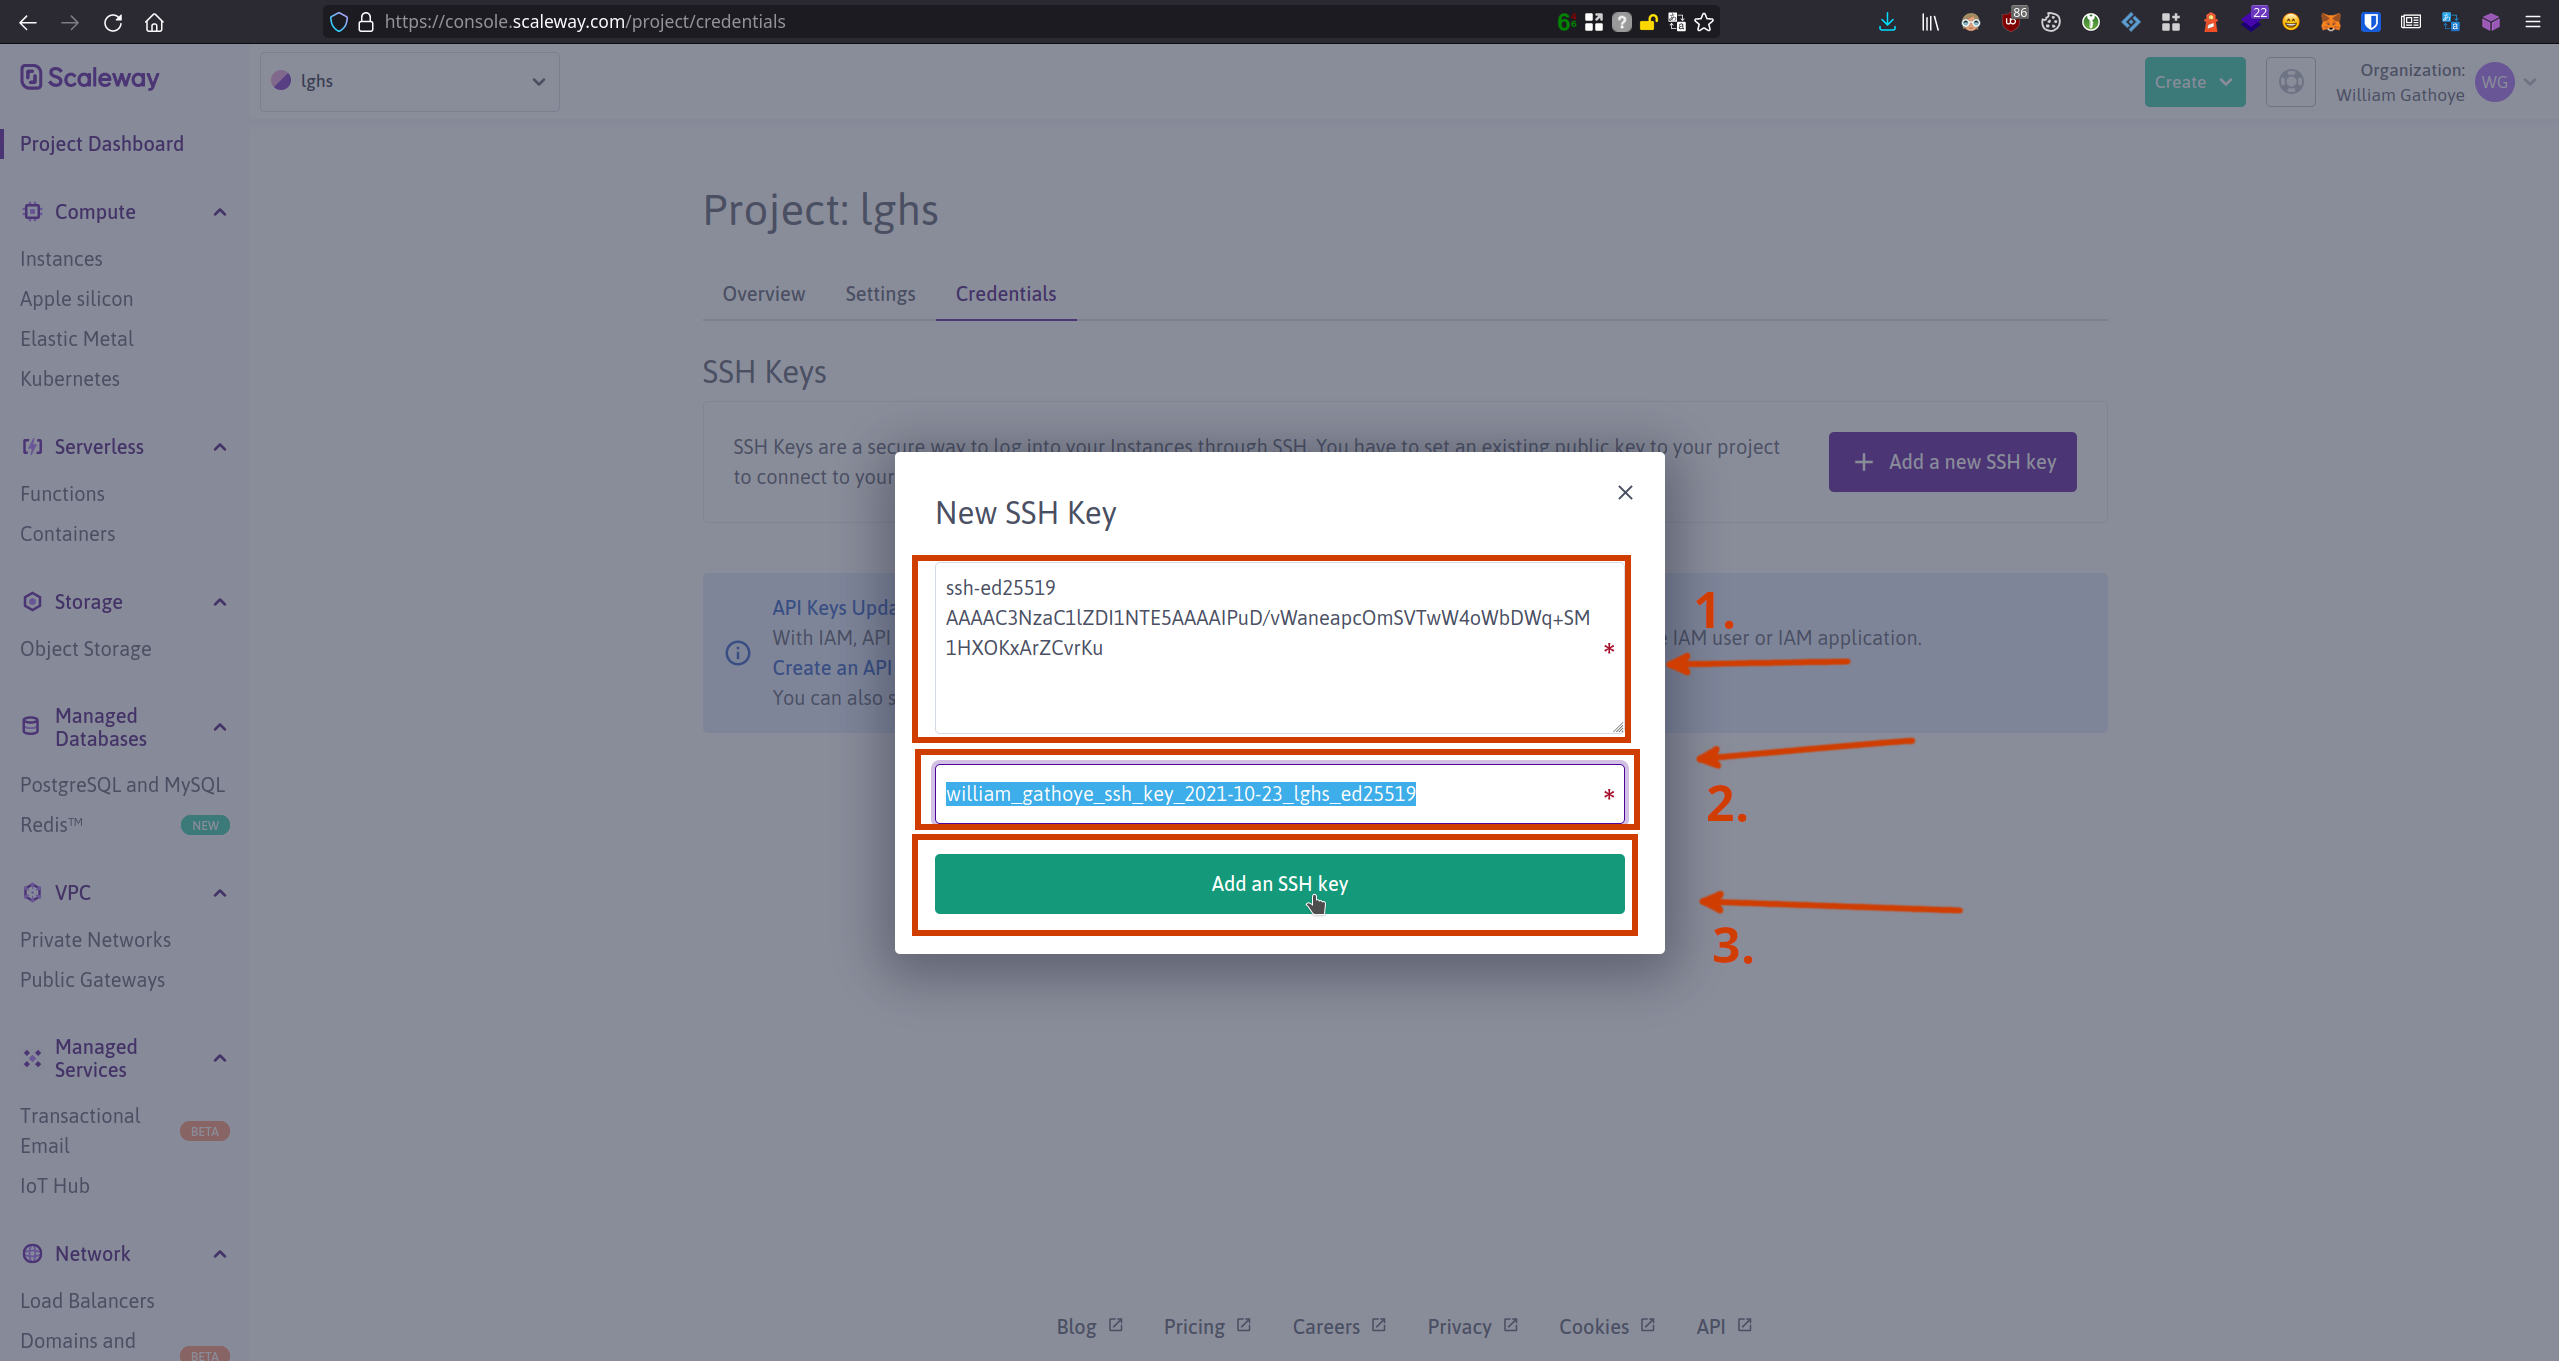 https://console.scaleway.com/project/credentials
86
22
Scaleway
lghs
Create
Organization:
William Gathoye
WG
Project Dashboard
Compute
Instances
Apple silicon
Elastic Metal
Kubernetes
Serverless
Functions
Containers
Storage
Object Storage
Managed
Databases
PostgreSQL and MySQL
Redis™ NEW
VPC
Private Networks
Public Gateways
Managed
Services
Transactional
Email
BETA
IoT Hub
Network
Load Balancers
Domains and
BETA
Project: lghs
Overview Settings Credentials
SSH Keys
SSH Keys are a secure way to log into your Instances through SSH. You have to set an existing public key to your project
to connect to your
+ Add a new SSH key
API Keys Upda
With IAM, API
IAM user or IAM application.
Create an API
You can also s
New SSH Key
ssh-ed25519
AAAAC3NzaC1lZDI1NTE5AAAAIPuD/vWaneapcOmSVTwW4oWbDWq+SM
1HXOKxArZCvrKu
*
1.
william_gathoye_ssh_key_2021-10-23_lghs_ed25519 *
2.
Add an SSH key
3.
Blog Pricing Careers Privacy Cookies API